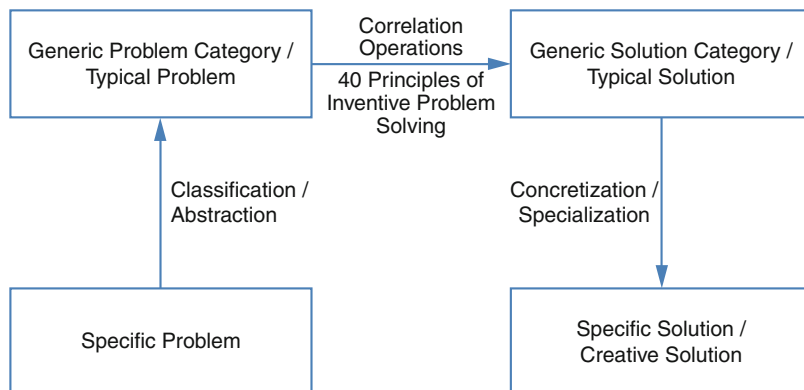 Generic Problem Category /
Typical Problem
Correlation
Operations
40 Principles of
Inventive Problem
Solving
Generic Solution Category /
Typical Solution
Classification /
Abstraction
Concretization /
Specialization
Specific Problem
Specific Solution /
Creative Solution